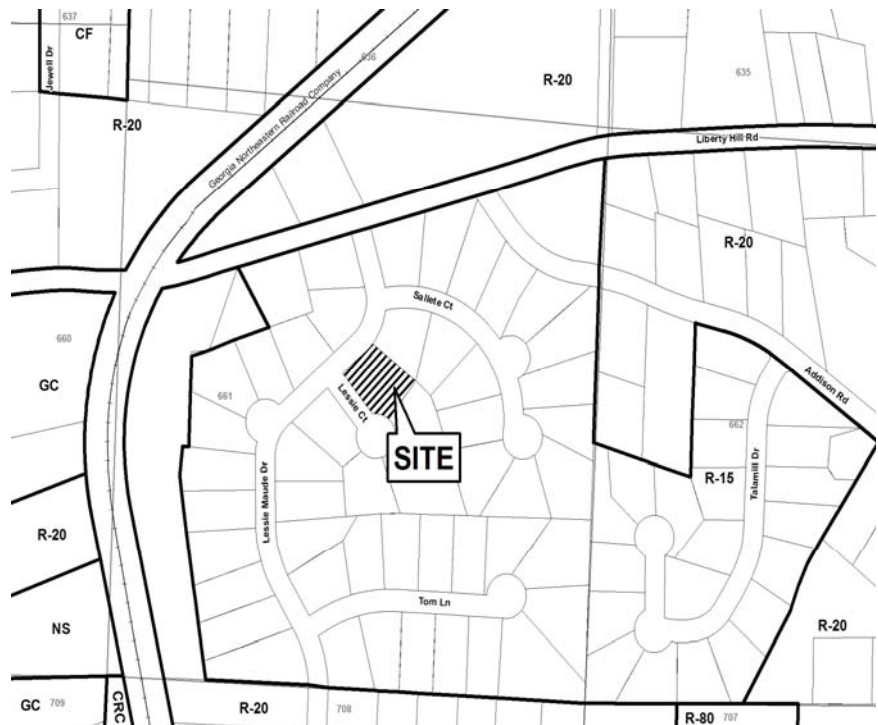 637
CF
Jewell Dr
R-20
Georgia Northeastern Railroad Company
636
R-20
635
Liberty Hill Rd
R-20
Sallete Ct
660
GC
661
Lessie Ct
SITE
Addison Rd
662
R-15
Talamill Dr
Lessie Maude Dr
R-20
Tom Ln
NS
R-20
GC
709
CRC
R-20
708
R-80
707